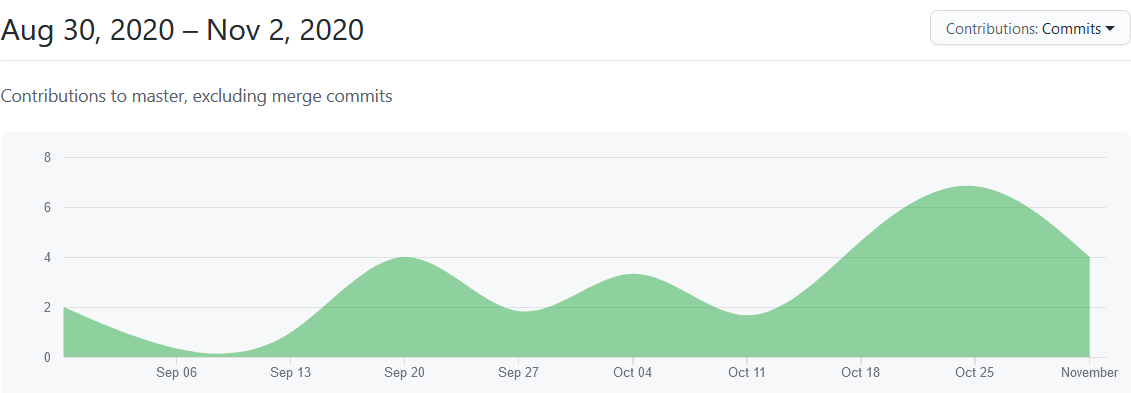 Aug 30, 2020 – Nov 2, 2020
Contributions: Commits
Contributions to master, excluding merge commits
8
6
4
2
0
Sep 06 Sep 13 Sep 20 Sep 27 Oct 04 Oct 11 Oct 18 Oct 25 November